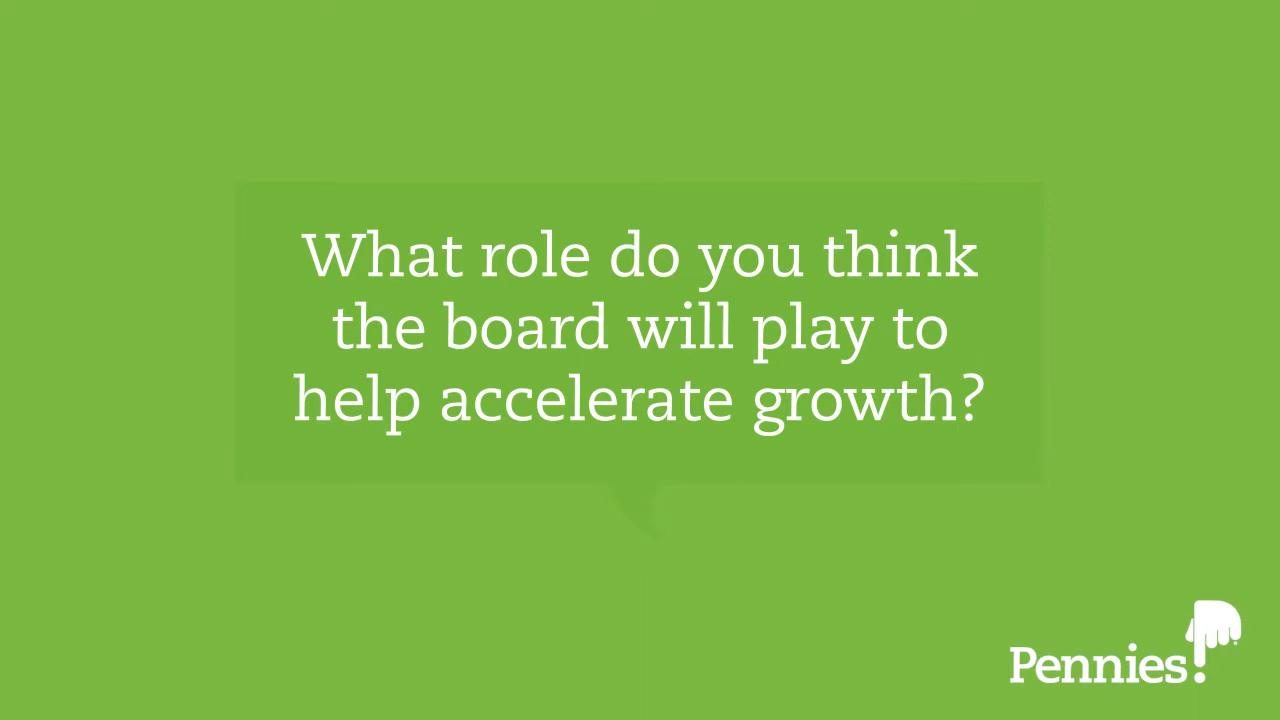 What role do you think
the board will play to
help accelerate growth?
Pennies!